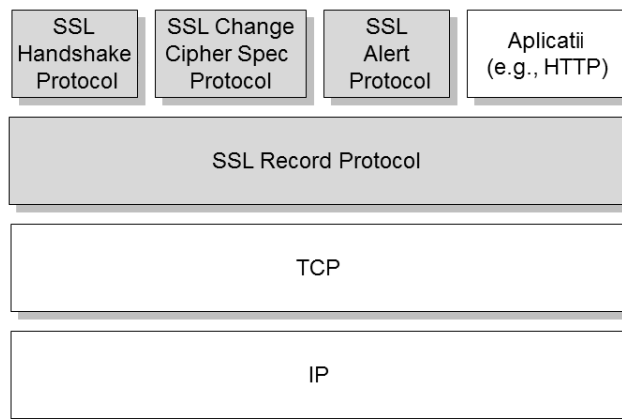 SSL
Handshake
Protocol
SSL Change
Cipher Spec
Protocol
SSL
Alert
Protocol
Aplicatii
(e.g., HTTP)
SSL Record Protocol
TCP
IP